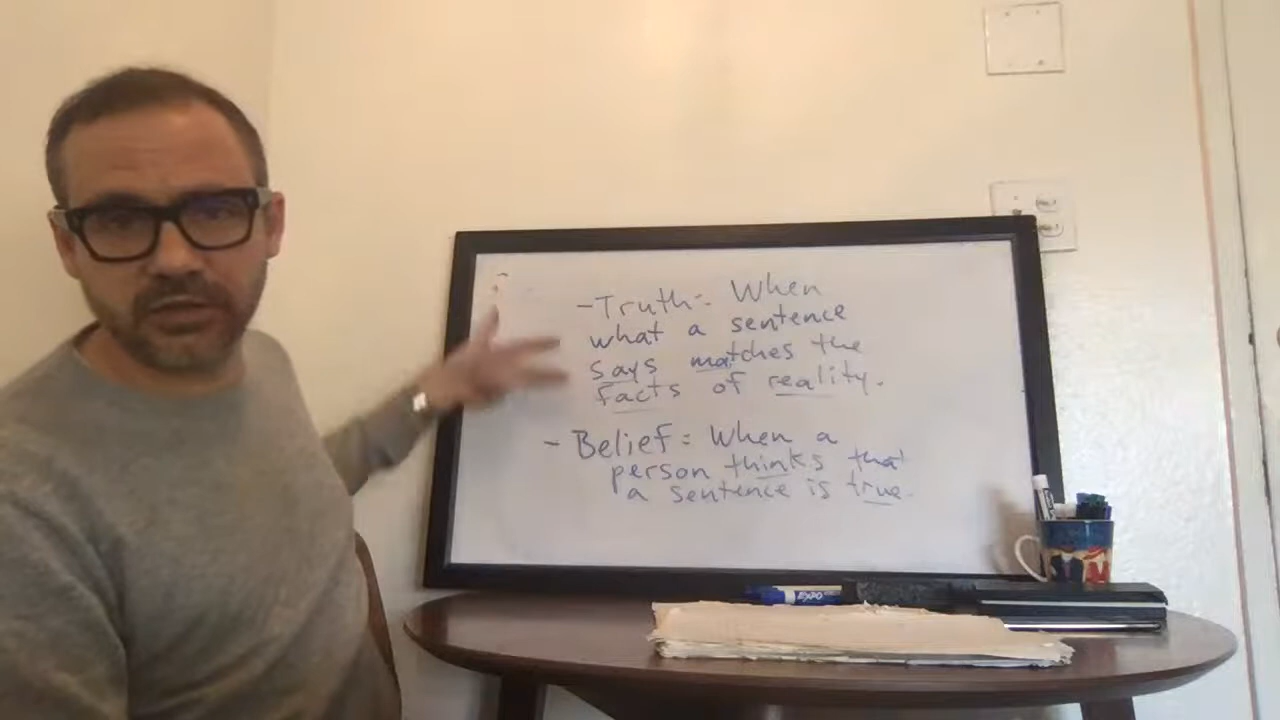 - Truth:- When
what a sentence
says matches the
facts of reality.
- Belief = When a
person thinks that
a sentence is true.
EXPO